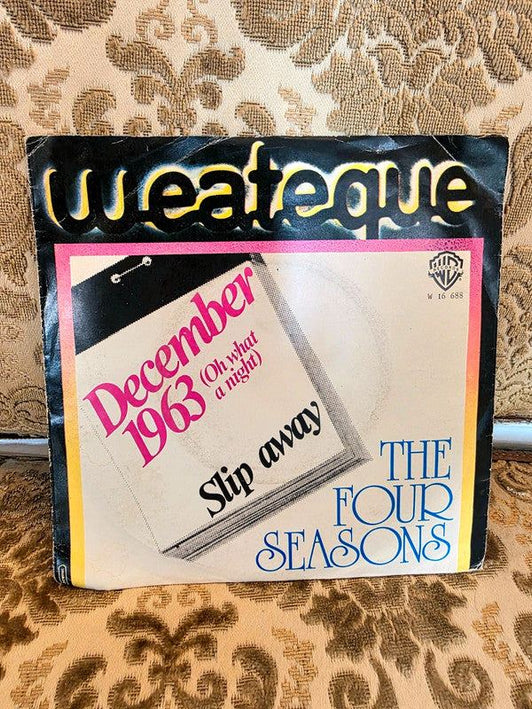 weateque
W 16 688
December
1963 (Oh what
a night)
Slip away
THE
FOUR
SEASONS